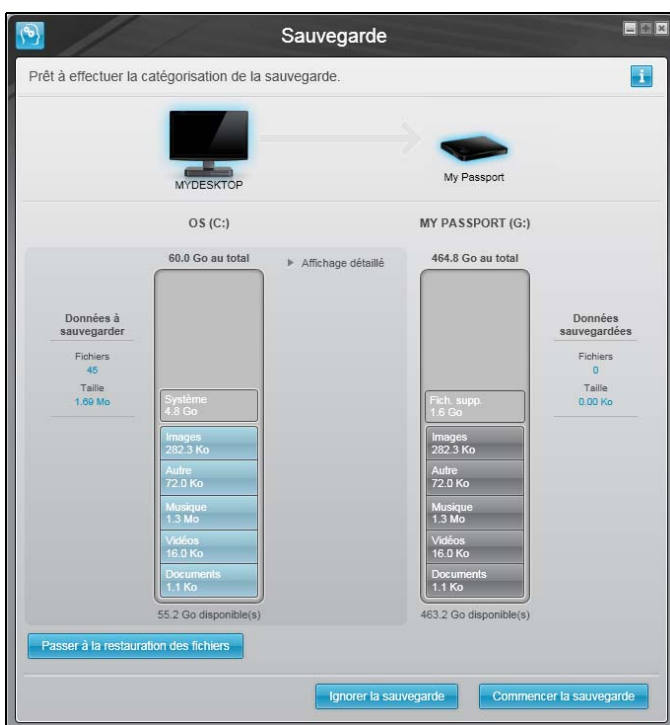 Sauvegarde
Prêt à effectuer la catégorisation de la sauvegarde.
MYDESKTOP
My Passport
OS (C:)
MY PASSPORT (G:)
60.0 Go au total
Affichage détaillé
464.8 Go au total
Données à
sauvegarder
Fichiers
45
Taille
1.69 Mo
Système
4.8 Go
Images
282.3 Ko
Autre
72.0 Ko
Musique
1.3 Mo
Vidéos
16.0 Ko
Documents
1.1 Ko
55.2 Go disponible(s)
Fich. supp.
1.6 Go
Images
282.3 Ko
Autre
72.0 Ko
Musique
1.3 Mo
Vidéos
16.0 Ko
Documents
1.1 Ko
463.2 Go disponible(s)
Données
sauvegardées
Fichiers
0
Taille
0.00 Ko
Passer à la restauration des fichiers
Ignorer la sauvegarde
Commencer la sauvegarde